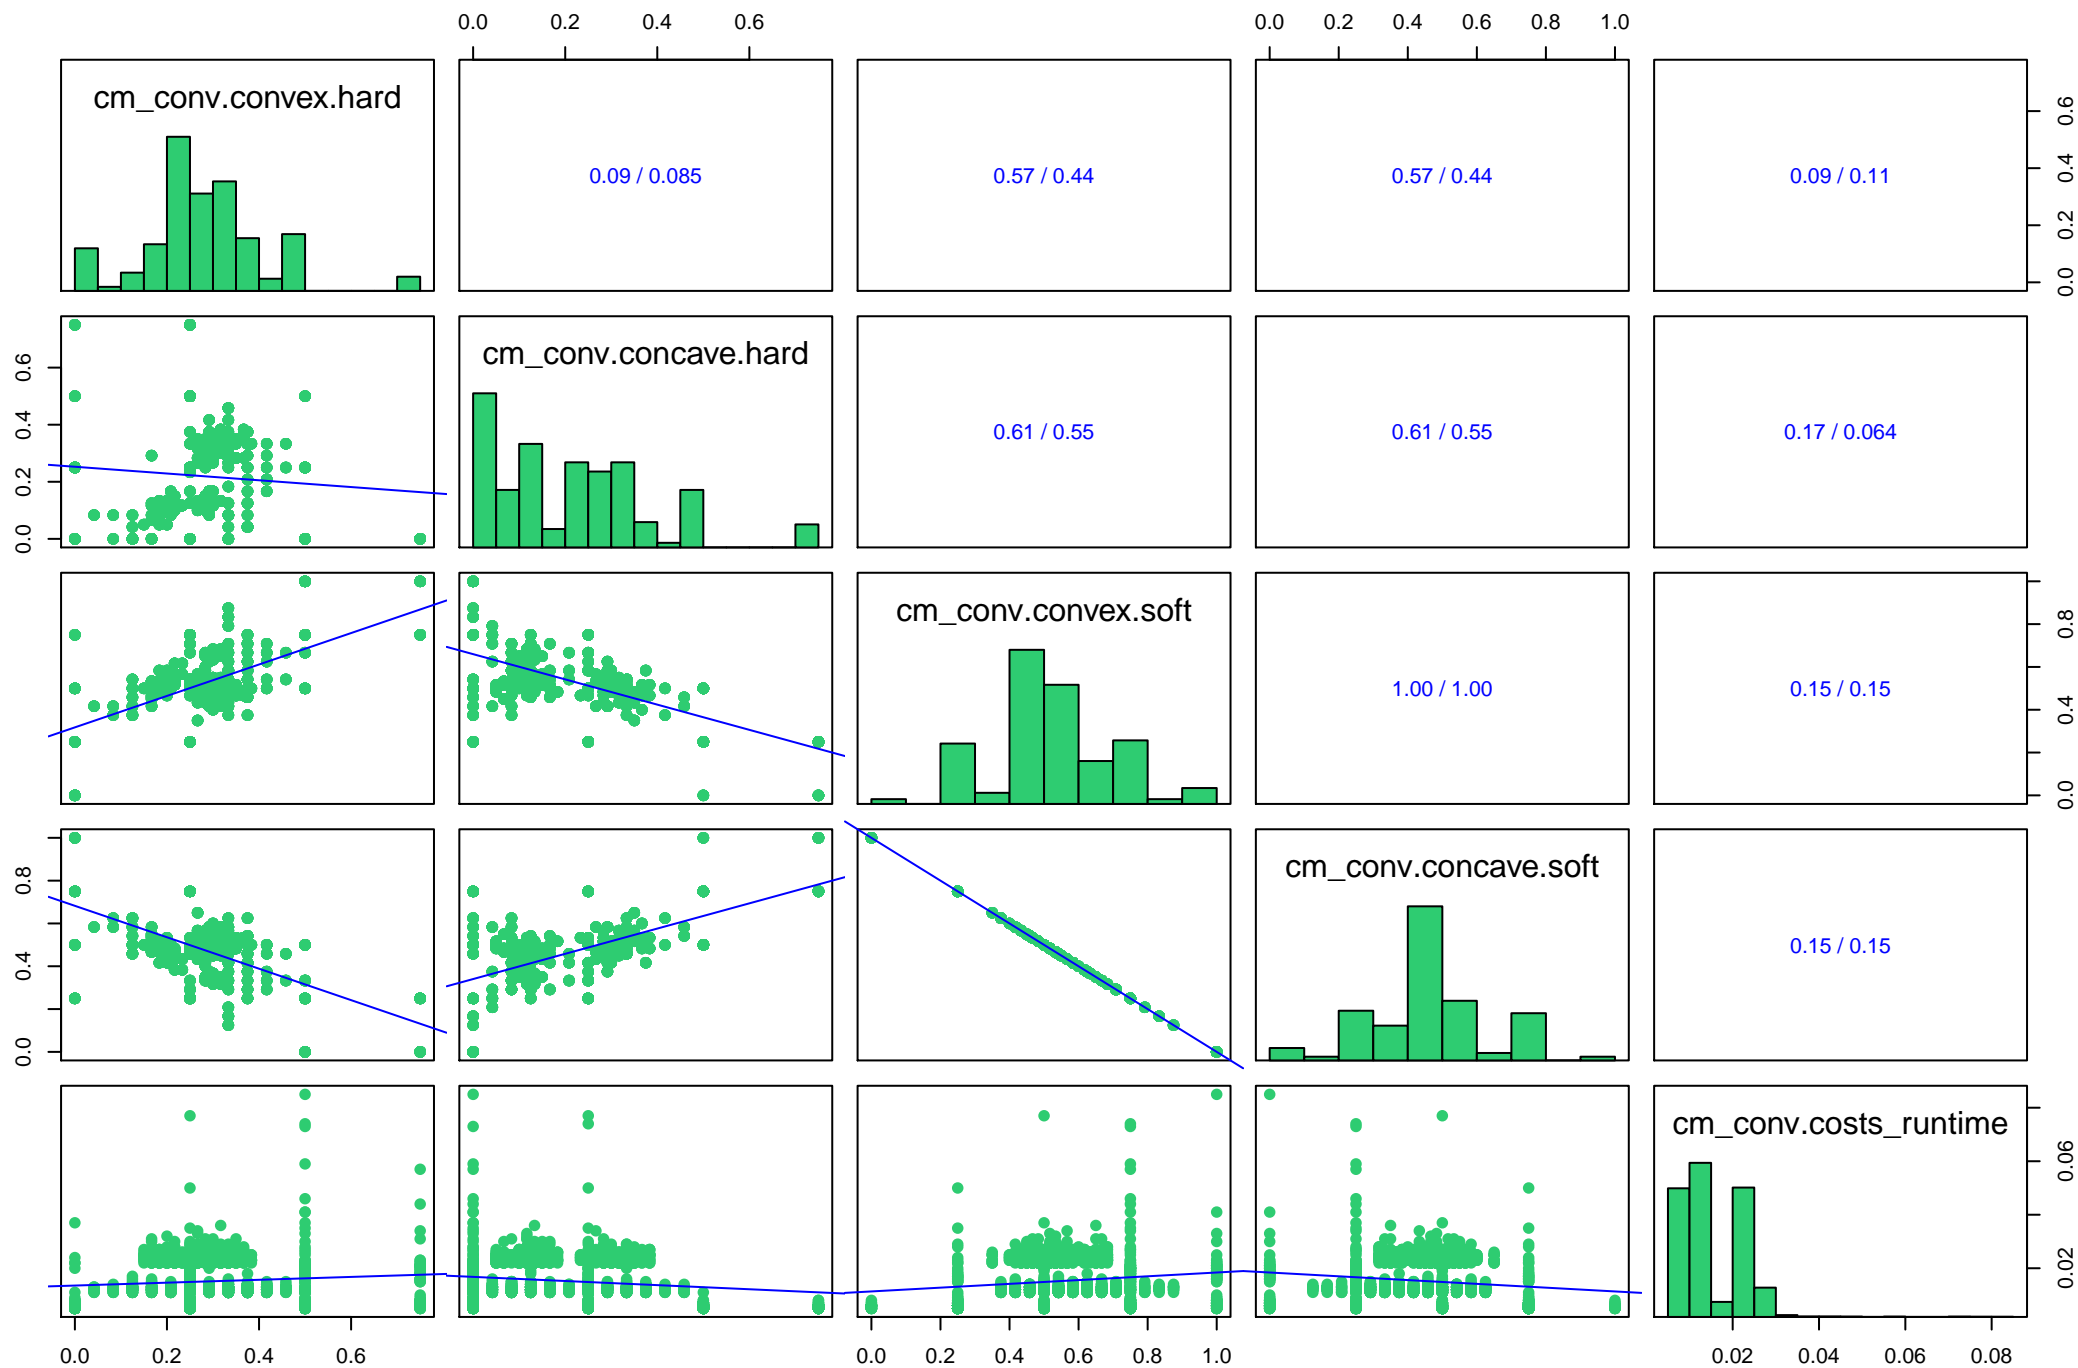 0.0 0.2 0.4 0.6
0.0 0.2 0.4 0.6 0.8 1.0
cm_conv.convex.hard
0.09 / 0.085
0.57 / 0.44
0.57 / 0.44
0.09 / 0.11
0.0 0.2 0.4 0.6
0.0 0.2 0.4 0.6
cm_conv.concave.hard
0.61 / 0.55
0.61 / 0.55
0.17 / 0.064
cm_conv.convex.soft
1.00 / 1.00
0.15 / 0.15
0.0 0.4 0.8
0.0 0.4 0.8
cm_conv.concave.soft
0.15 / 0.15
cm_conv.costs_runtime
0.02 0.06
0.0 0.2 0.4 0.6
0.0 0.2 0.4 0.6 0.8 1.0
0.02 0.04 0.06 0.08